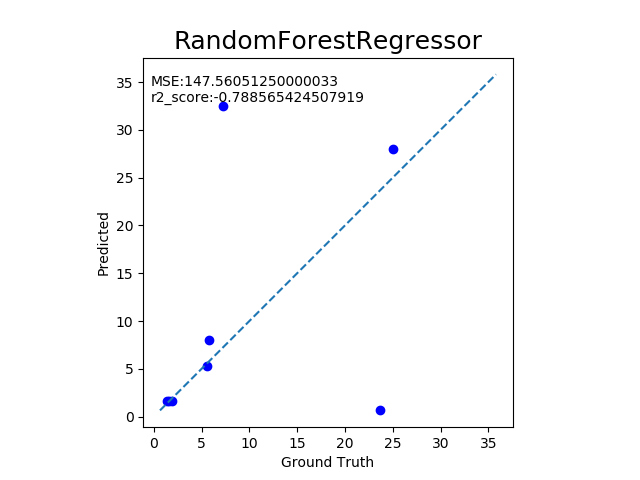 RandomForestRegressor
MSE:147.56051250000033
r2_score:-0.788565424507919
35
30
25
20
15
10
5
0
Predicted
0 5 10 15 20 25 30 35
Ground Truth